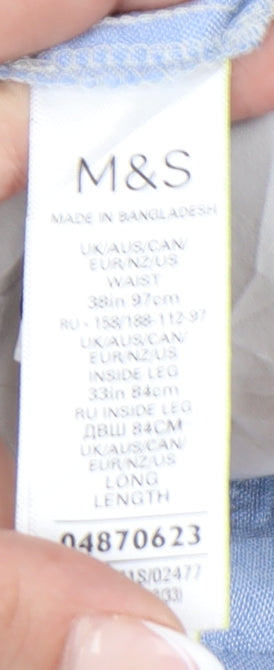 M&S
MADE IN BANGLADESH
UK/AUS/CAN/
EUR/NZ/US
WAIST
38in 97cm
RU - 158/188-112-97
UK/AUS/CAN/
EUR/NZ/US
INSIDE LEG
33in 84cm
RU INSIDE LEG
ДВШ 84CM
UK/AUS/CAN/
EUR/NZ/US
LONG
LENGTH
04870623